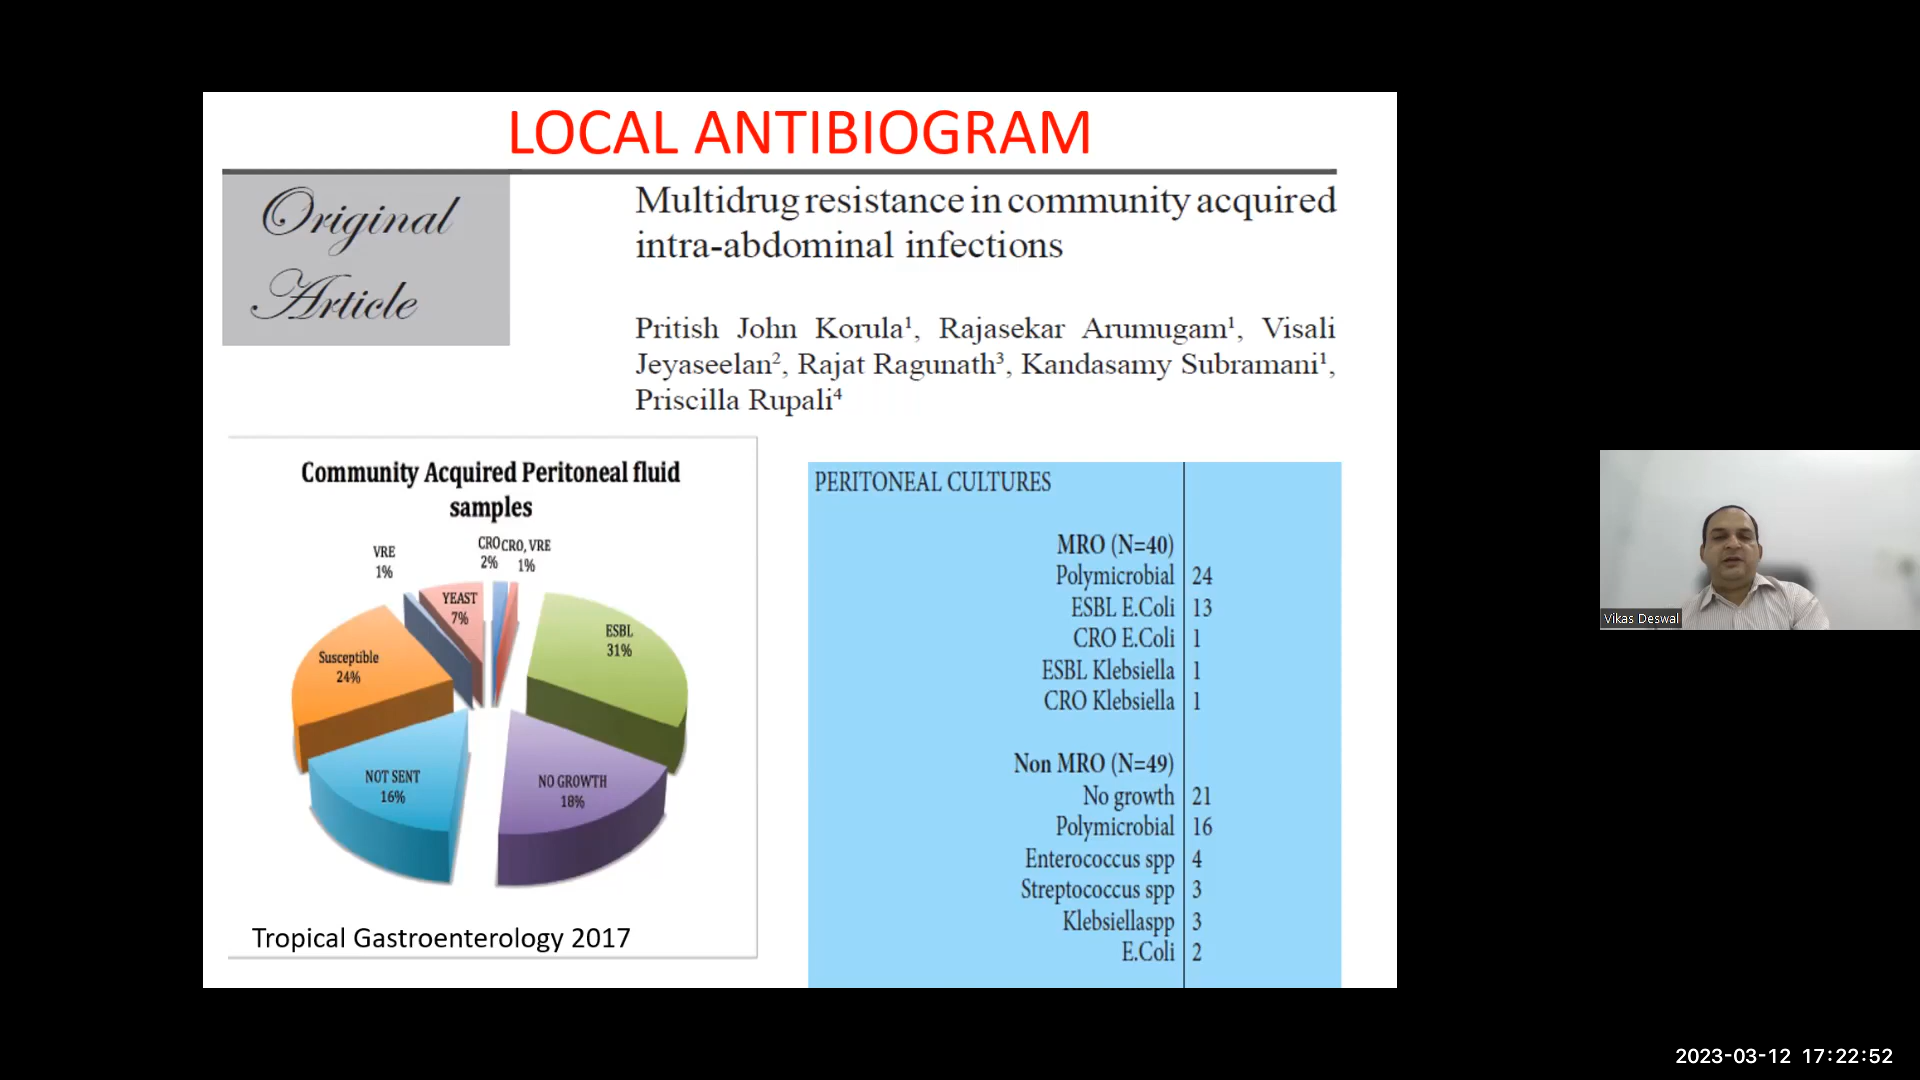 LOCAL ANTIBIOGRAM
Original
Article
Multidrug resistance in community acquired
intra-abdominal infections
Pritish John Korula¹, Rajasekar Arumugam¹, Visali
Jeyaseelan², Rajat Ragunath³, Kandasamy Subramani¹,
Priscilla Rupali⁴
Community Acquired Peritoneal fluid
samples
VRE
1%
CRO
2%
CRO, VRE
1%
YEAST
7%
ESBL
31%
Susceptible
24%
NOT SENT
16%
NO GROWTH
18%
Tropical Gastroenterology 2017
PERITONEAL CULTURES
MRO (N=40)
Polymicrobial 24
ESBL E.Coli 13
CRO E.Coli 1
ESBL Klebsiella 1
CRO Klebsiella 1
Non MRO (N=49)
No growth 21
Polymicrobial 16
Enterococcus spp 4
Streptococcus spp 3
Klebsiellaspp 3
E.Coli 2
Vikas Deswal
2023-03-12 17:22:52